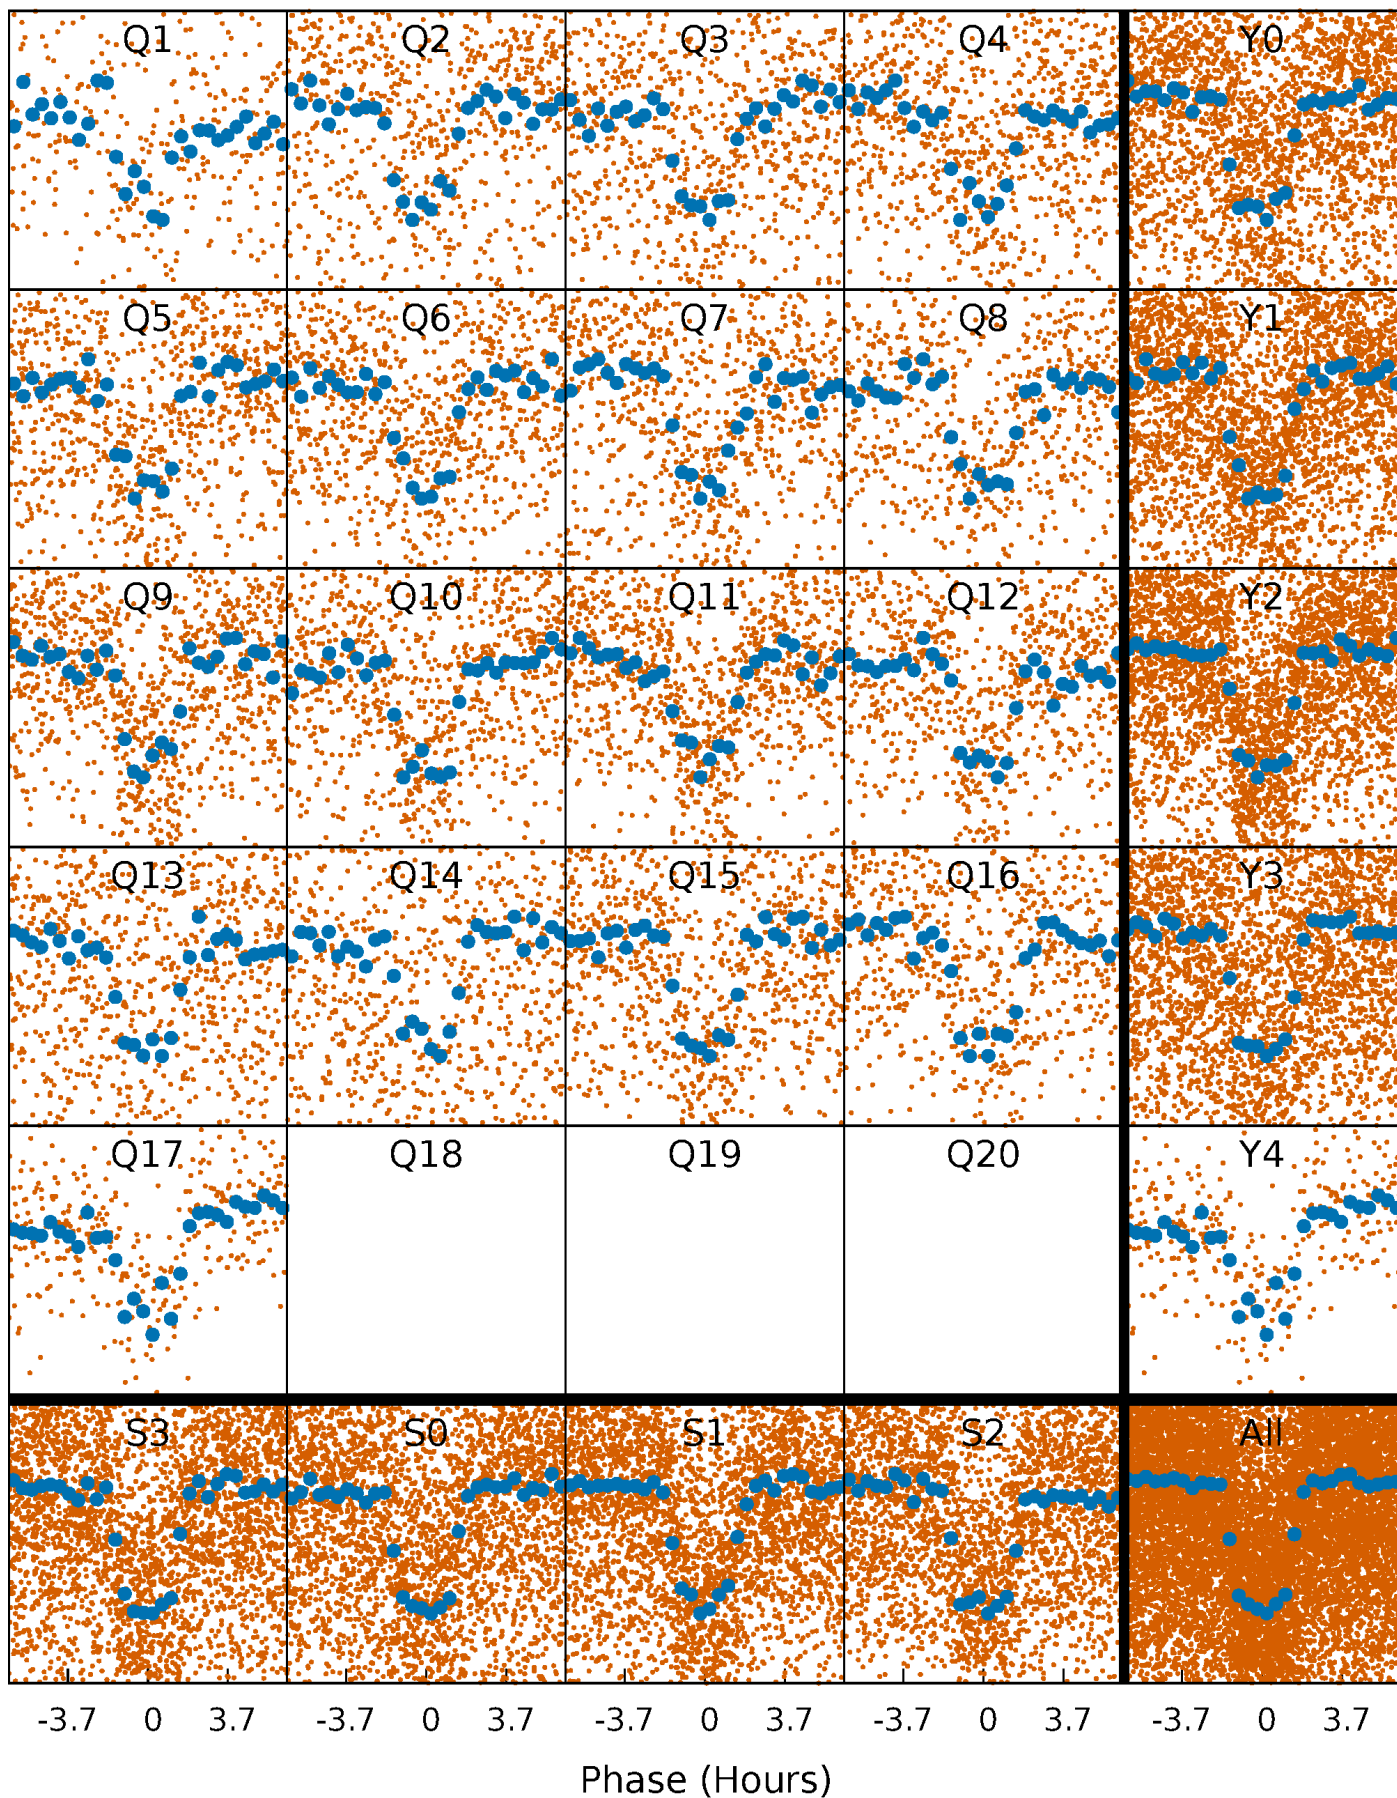 Q1 Q2 Q3 Q4 Y0
Q5 Q6 Q7 Q8 Y1
Q9 Q10 Q11 Q12 Y2
Q13 Q14 Q15 Q16 Y3
Q17 Q18 Q19 Q20 Y4
S3 S0 S1 S2 All
-3.7 0 3.7 -3.7 0 3.7 -3.7 0 3.7 -3.7 0 3.7 -3.7 0 3.7
Phase (Hours)